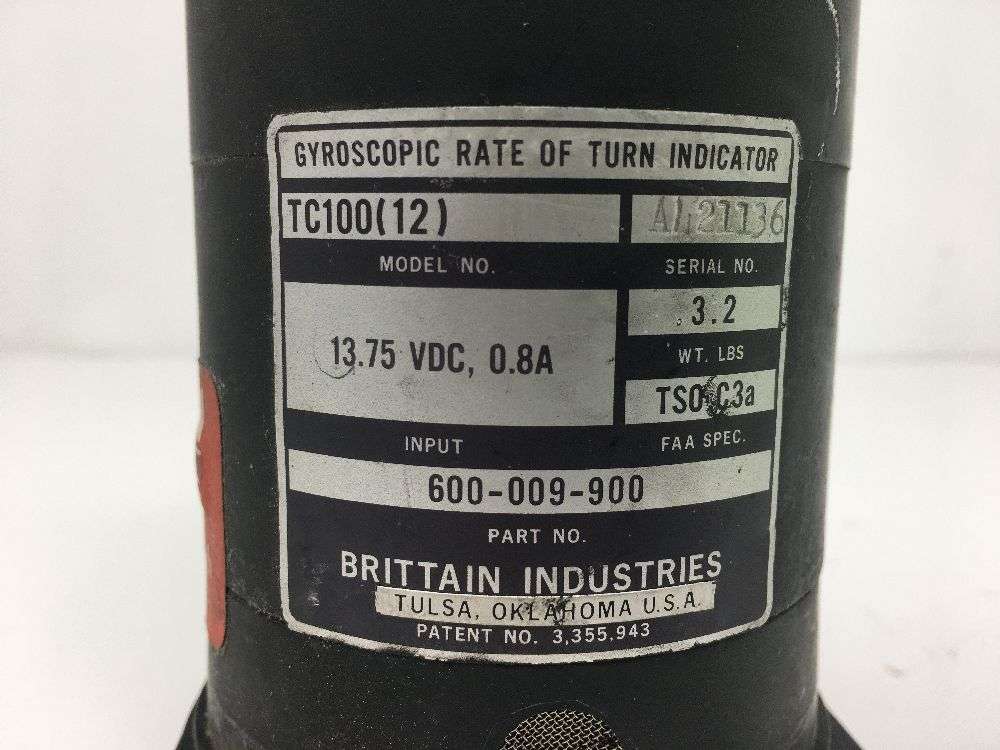 GYROSCOPIC RATE OF TURN INDICATOR
TC100(12)
A421136
MODEL NO.
SERIAL NO.
.3.2
WT. LBS
13.75 VDC, 0.8A
TSO C3a
INPUT
FAA SPEC.
600-009-900
PART NO.
BRITTAIN INDUSTRIES
TULSA, OKLAHOMA U.S.A.
PATENT NO. 3,355.943